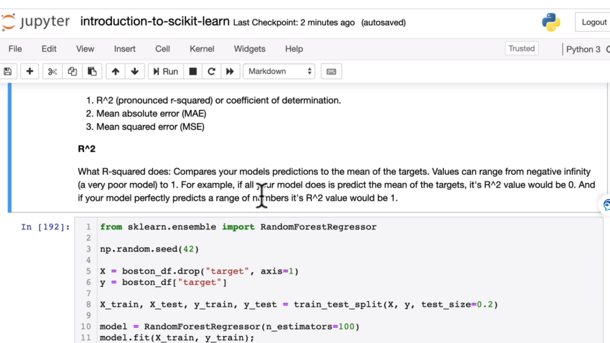 jupyter introduction-to-scikit-learn Last Checkpoint: 2 minutes ago (autosaved) Logout
File Edit View Insert Cell Kernel Widgets Help Trusted Python 3
Run Markdown
1. R^2 (pronounced r-squared) or coefficient of determination.
2. Mean absolute error (MAE)
3. Mean squared error (MSE)
R^2
What R-squared does: Compares your models predictions to the mean of the targets. Values can range from negative infinity
(a very poor model) to 1. For example, if all your model does is predict the mean of the targets, it's R^2 value would be 0. And
if your model perfectly predicts a range of numbers it's R^2 value would be 1.
In [192]: 1 from sklearn.ensemble import RandomForestRegressor
2
3 np.random.seed(42)
4
5 X = boston_df.drop("target", axis=1)
6 y = boston_df["target"]
7
8 X_train, X_test, y_train, y_test = train_test_split(X, y, test_size=0.2)
9
10 model = RandomForestRegressor(n_estimators=100)
11 model.fit(X_train, y_train);